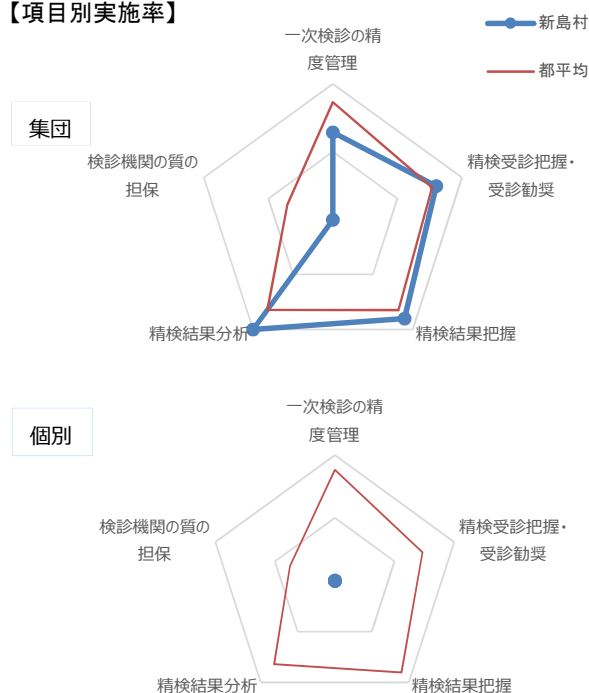 【項目別実施率】
新島村
都平均
集団
一次検診の精
度管理
精検受診把握・
受診勧奨
精検結果把握
精検結果分析
検診機関の質の
担保
個別
一次検診の精
度管理
精検受診把握・
受診勧奨
精検結果把握
精検結果分析
検診機関の質の
担保